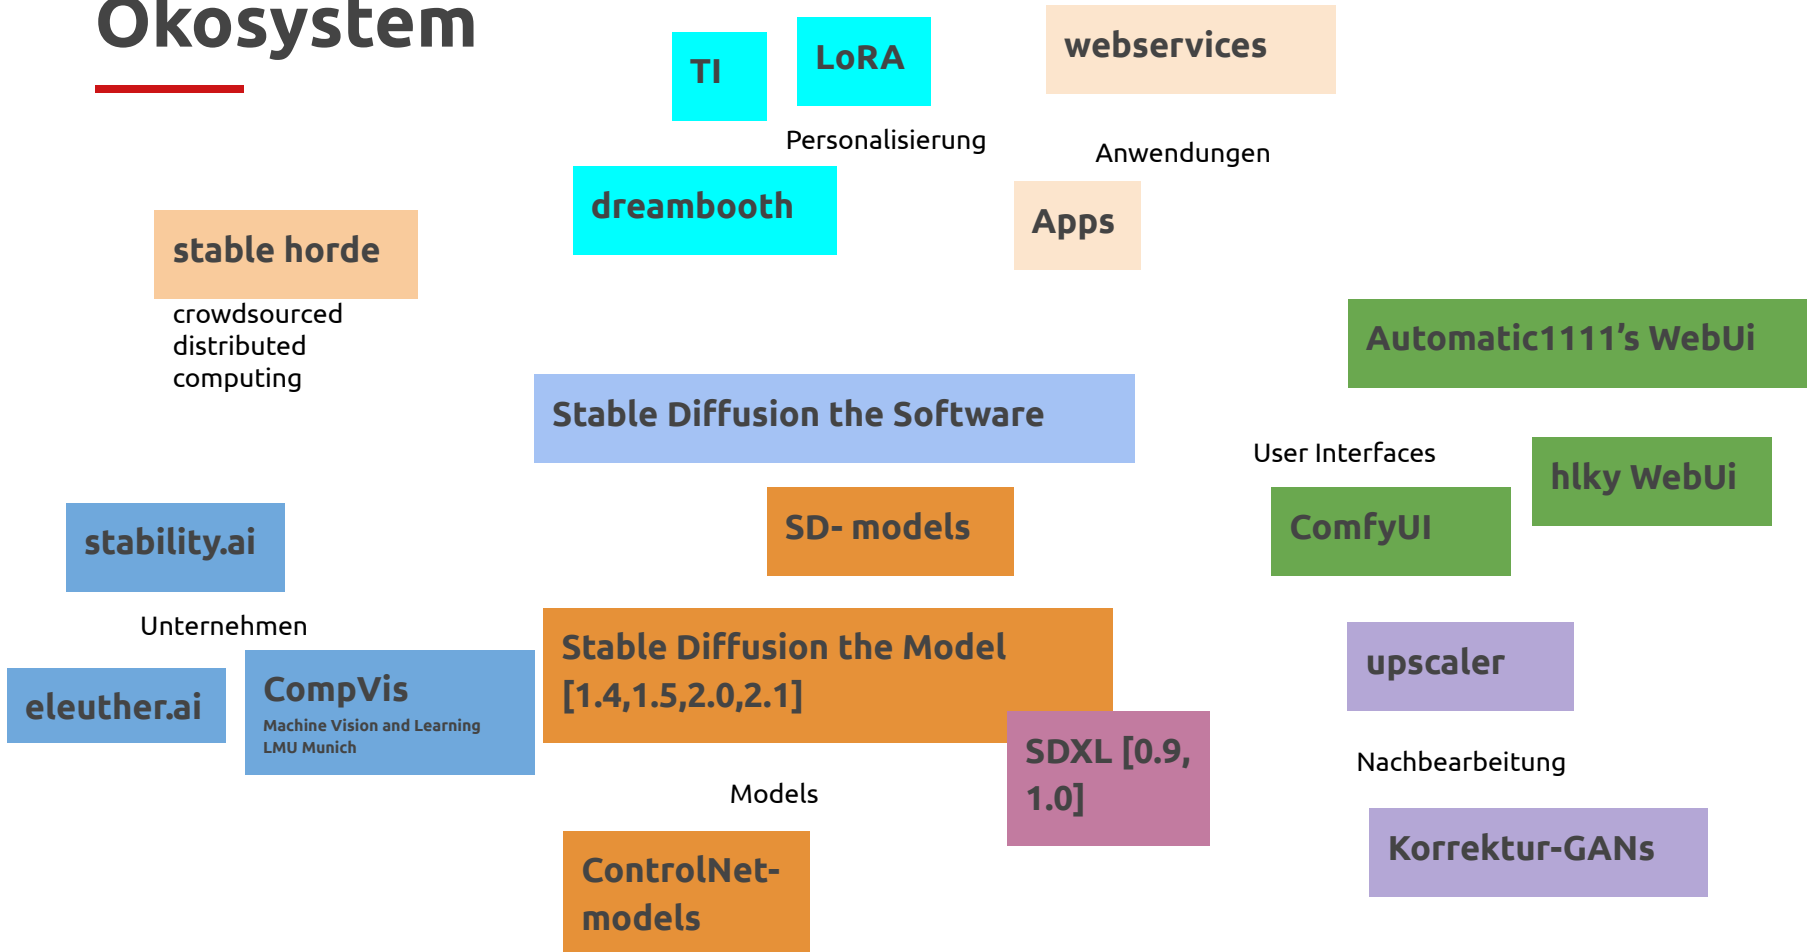 Ökosystem
TI
LoRA
webservices
Personalisierung
Anwendungen
dreambooth
Apps
stable horde
crowdsourced
distributed
computing
Automatic1111’s WebUi
Stable Diffusion the Software
User Interfaces
hlky WebUi
SD- models
ComfyUI
stability.ai
Unternehmen
eleuther.ai
CompVis
Machine Vision and Learning
LMU Munich
Stable Diffusion the Model
[1.4,1.5,2.0,2.1]
SDXL [0.9,
1.0]
Models
ControlNet-
models
upscaler
Nachbearbeitung
Korrektur-GANs